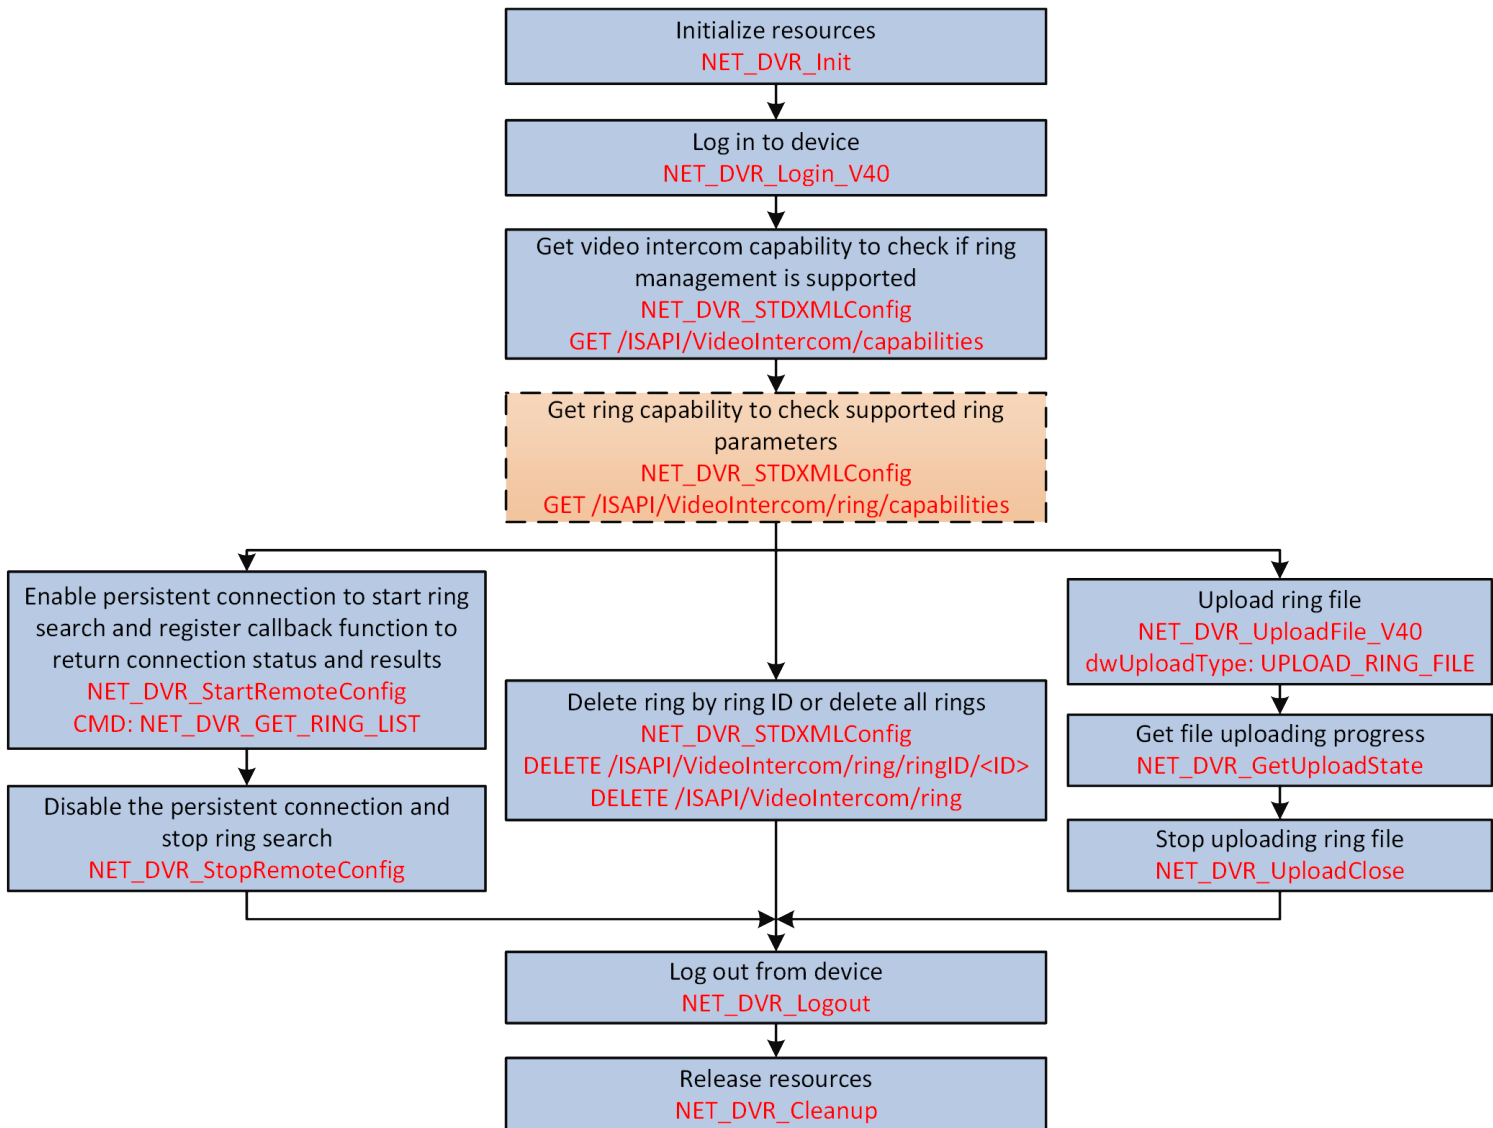 Initialize resources
NET_DVR_Init
Log in to device
NET_DVR_Login_V40
Get video intercom capability to check if ring
management is supported
NET_DVR_STDXMLConfig
GET /ISAPI/VideoIntercom/capabilities
Get ring capability to check supported ring
parameters
NET_DVR_STDXMLConfig
GET /ISAPI/VideoIntercom/ring/capabilities
Enable persistent connection to start ring
search and register callback function to
return connection status and results
NET_DVR_StartRemoteConfig
CMD: NET_DVR_GET_RING_LIST
Disable the persistent connection and
stop ring search
NET_DVR_StopRemoteConfig
Delete ring by ring ID or delete all rings
NET_DVR_STDXMLConfig
DELETE /ISAPI/VideoIntercom/ring/ringID/<ID>
DELETE /ISAPI/VideoIntercom/ring
Upload ring file
NET_DVR_UploadFile_V40
dwUploadType: UPLOAD_RING_FILE
Get file uploading progress
NET_DVR_GetUploadState
Stop uploading ring file
NET_DVR_UploadClose
Log out from device
NET_DVR_Logout
Release resources
NET_DVR_Cleanup